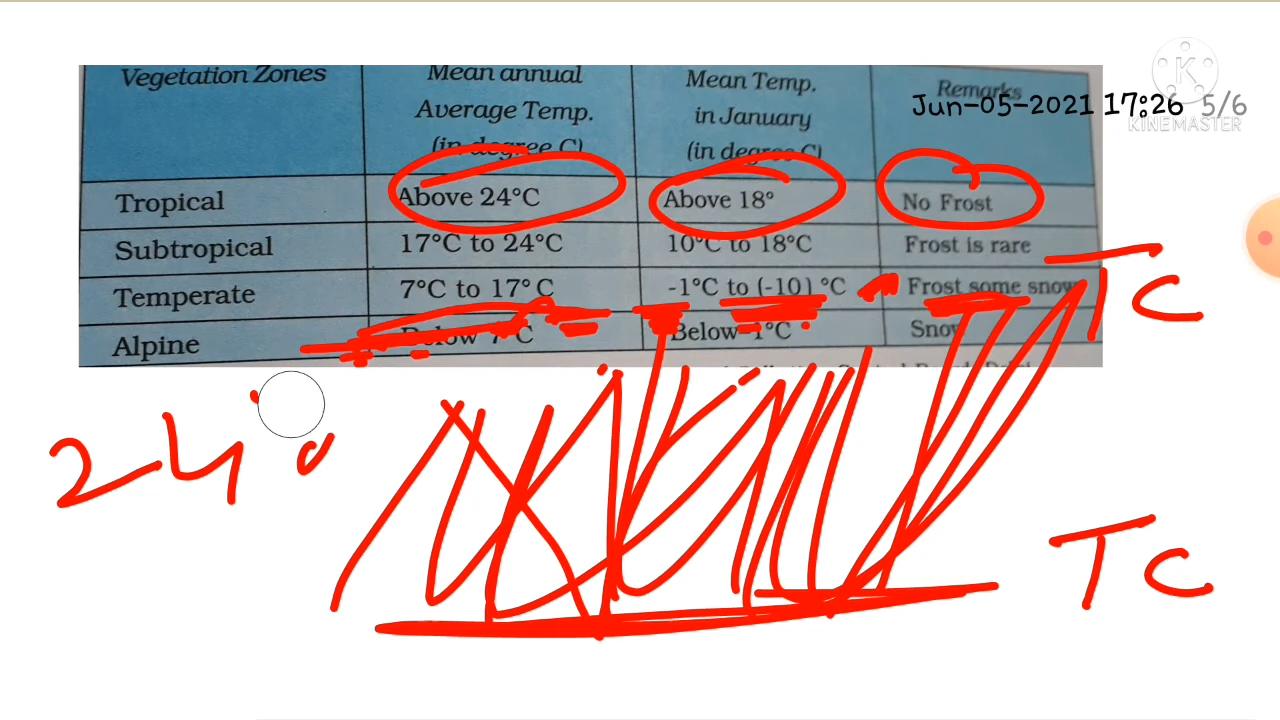 Vegetation Zones Mean annual Average Temp. (in degree C) Mean Temp. in January (in degree C) Remarks
Jun-05-2021 17:26 5/6
KINEMASTER
Tropical Above 24°C Above 18° No Frost
Subtropical 17°C to 24°C 10°C to 18°C Frost is rare
Temperate 7°C to 17°C -1°C to (-10) °C Frost some snow
Alpine Below 7°C Below -1°C Snow
TC
24°
TC